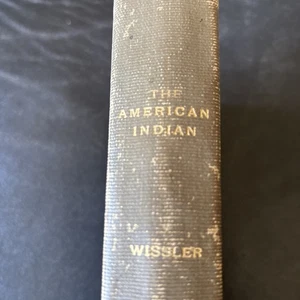 THE
AMERICAN
INDIAN
WISSLER